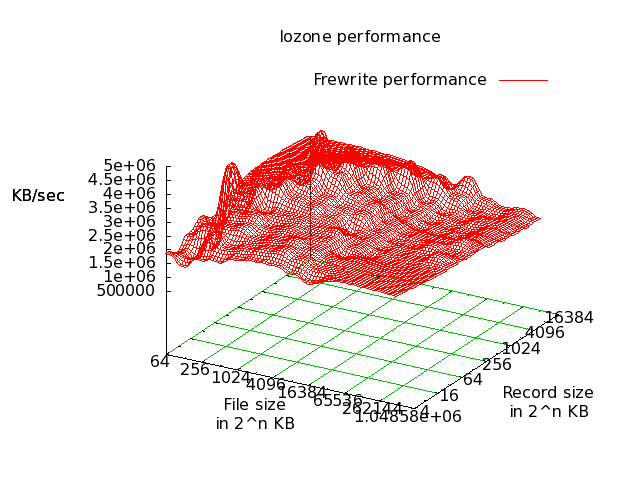 Iozone performance
Frewrite performance
KB/sec
5e+06
4.5e+06
4e+06
3.5e+06
3e+06
2.5e+06
2e+06
1.5e+06
1e+06
500000
64
256
1024
4096
16384
65536
262144
1.04858e+06
File size
in 2^n KB
4
16
64
256
1024
4096
16384
Record size
in 2^n KB